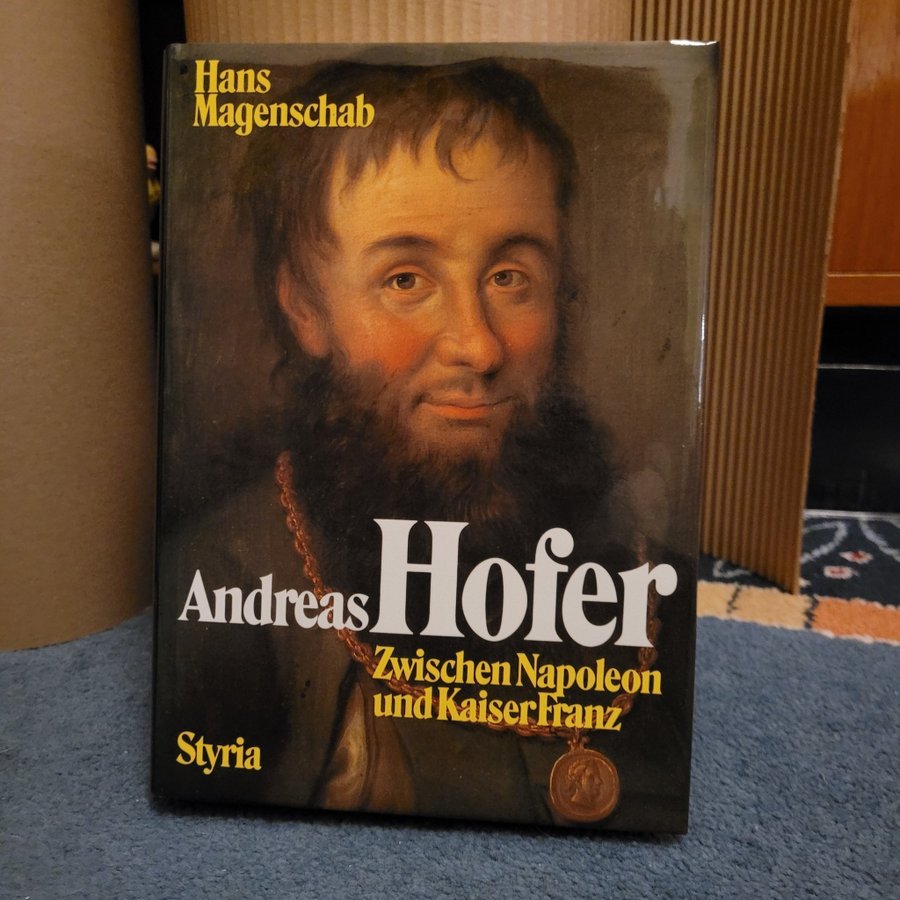 Hans
Magenschab
Andreas Hofer
Zwischen Napoleon
und Kaiser Franz
Styria